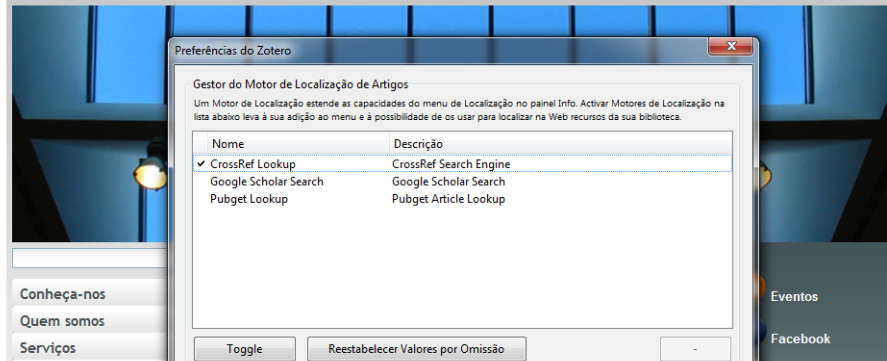 Preferências do Zotero
Gestor do Motor de Localização de Artigos
Um Motor de Localização estende as capacidades do menu de Localização no painel Info. Activar Motores de Localização na
lista abaixo leva à sua adição ao menu e à possibilidade de os usar para localizar na Web recursos da sua biblioteca.
Nome Descrição
CrossRef Lookup CrossRef Search Engine
Google Scholar Search Google Scholar Search
Pubget Lookup Pubget Article Lookup
Conheça-nos
Eventos
Quem somos
Facebook
Serviços
Toggle Reestabelecer Valores por Omissão -